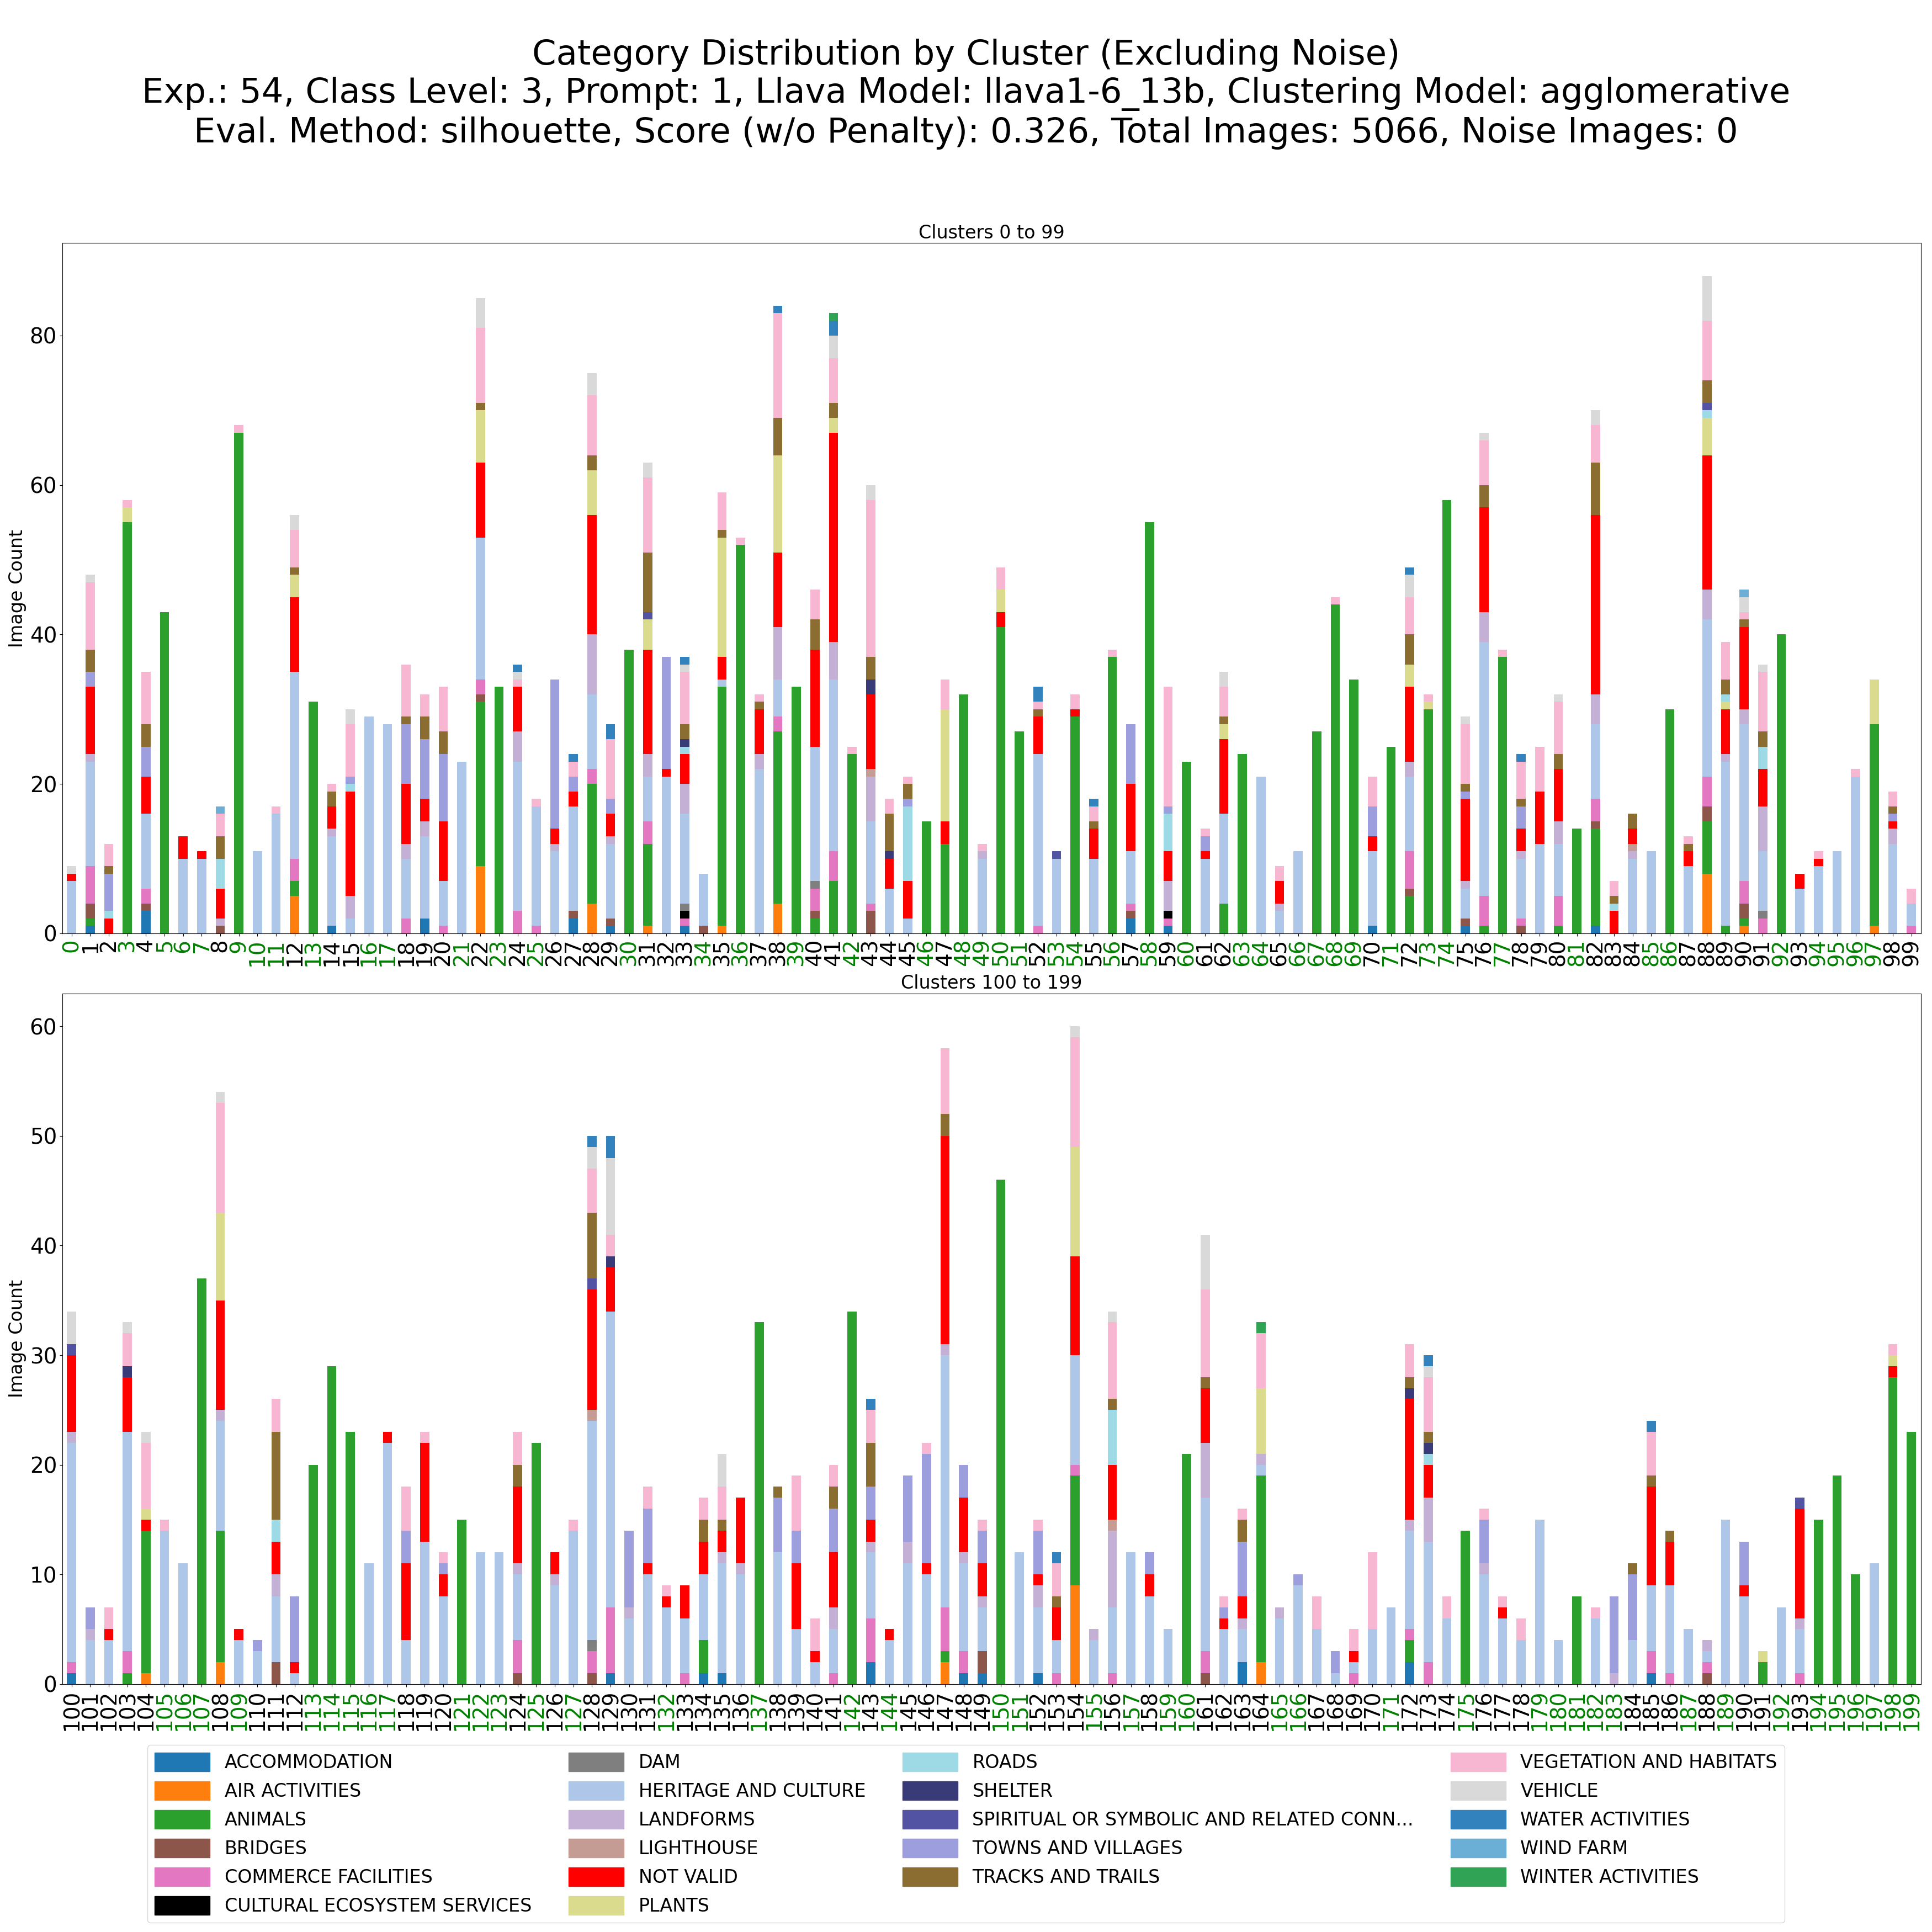 Category Distribution by Cluster (Excluding Noise)
Exp.: 54, Class Level: 3, Prompt: 1, Llava Model: llava1-6_13b, Clustering Model: agglomerative
Eval. Method: silhouette, Score (w/o Penalty): 0.326, Total Images: 5066, Noise Images: 0
Clusters 0 to 99
Image Count
80
60
40
20
0
0 1 2 3 4 5 6 7 8 9 10 11 12 13 14 15 16 17 18 19 20 21 22 23 24 25 26 27 28 29 30 31 32 33 34 35 36 37 38 39 40 41 42 43 44 45 46 47 48 49 50 51 52 53 54 55 56 57 58 59 60 61 62 63 64 65 66 67 68 69 70 71 72 73 74 75 76 77 78 79 80 81 82 83 84 85 86 87 88 89 90 91 92 93 94 95 96 97 98 99
Clusters 100 to 199
Image Count
60
50
40
30
20
10
0
100 101 102 103 104 105 106 107 108 109 110 111 112 113 114 115 116 117 118 119 120 121 122 123 124 125 126 127 128 129 130 131 132 133 134 135 136 137 138 139 140 141 142 143 144 145 146 147 148 149 150 151 152 153 154 155 156 157 158 159 160 161 162 163 164 165 166 167 168 169 170 171 172 173 174 175 176 177 178 179 180 181 182 183 184 185 186 187 188 189 190 191 192 193 194 195 196 197 198 199
ACCOMMODATION
AIR ACTIVITIES
ANIMALS
BRIDGES
COMMERCE FACILITIES
CULTURAL ECOSYSTEM SERVICES
DAM
HERITAGE AND CULTURE
LANDFORMS
LIGHTHOUSE
NOT VALID
PLANTS
ROADS
SHELTER
SPIRITUAL OR SYMBOLIC AND RELATED CONN...
TOWNS AND VILLAGES
TRACKS AND TRAILS
VEGETATION AND HABITATS
VEHICLE
WATER ACTIVITIES
WIND FARM
WINTER ACTIVITIES